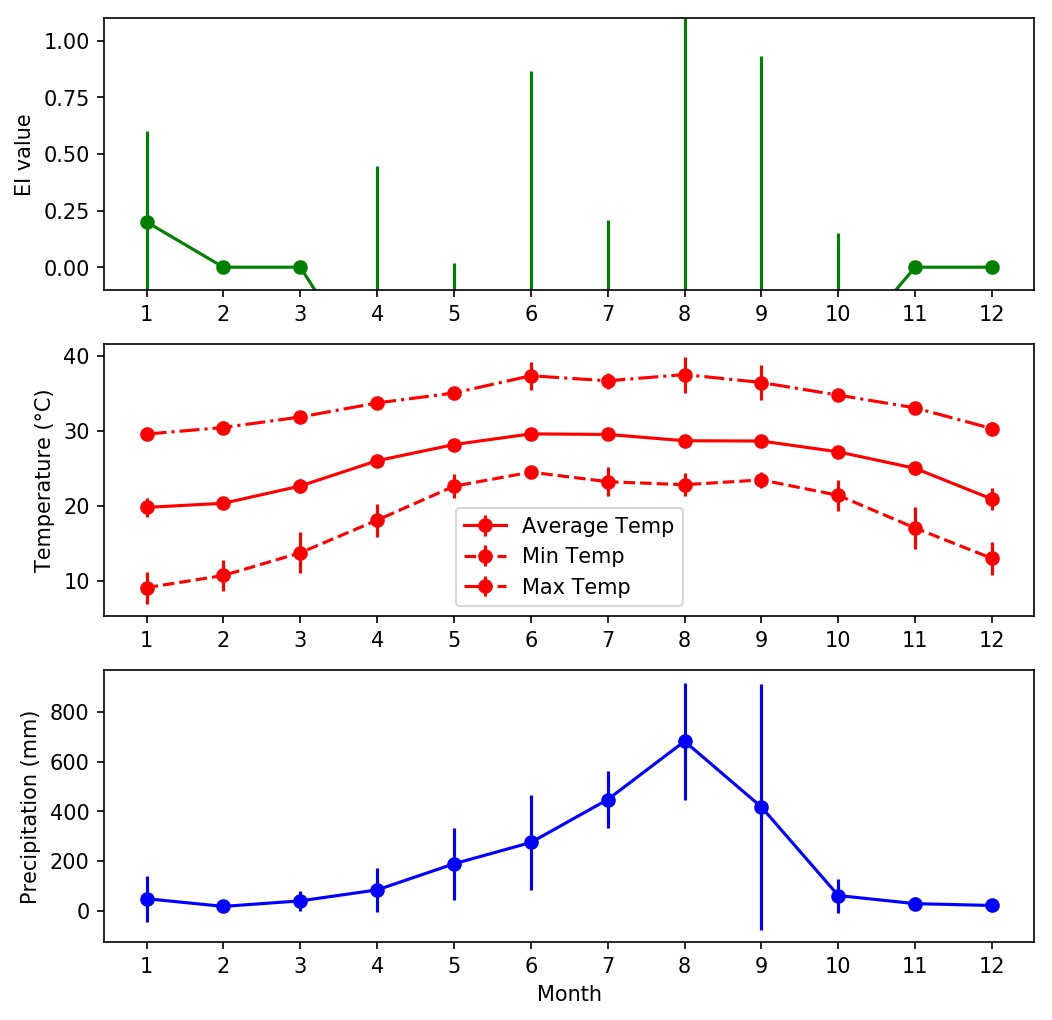 1.00
0.75
0.50
0.25
0.00
EI value
1 2 3 4 5 6 7 8 9 10 11 12
40
30
20
10
Temperature (°C)
Average Temp
Min Temp
Max Temp
1 2 3 4 5 6 7 8 9 10 11 12
800
600
400
200
0
Precipitation (mm)
1 2 3 4 5 6 7 8 9 10 11 12
Month